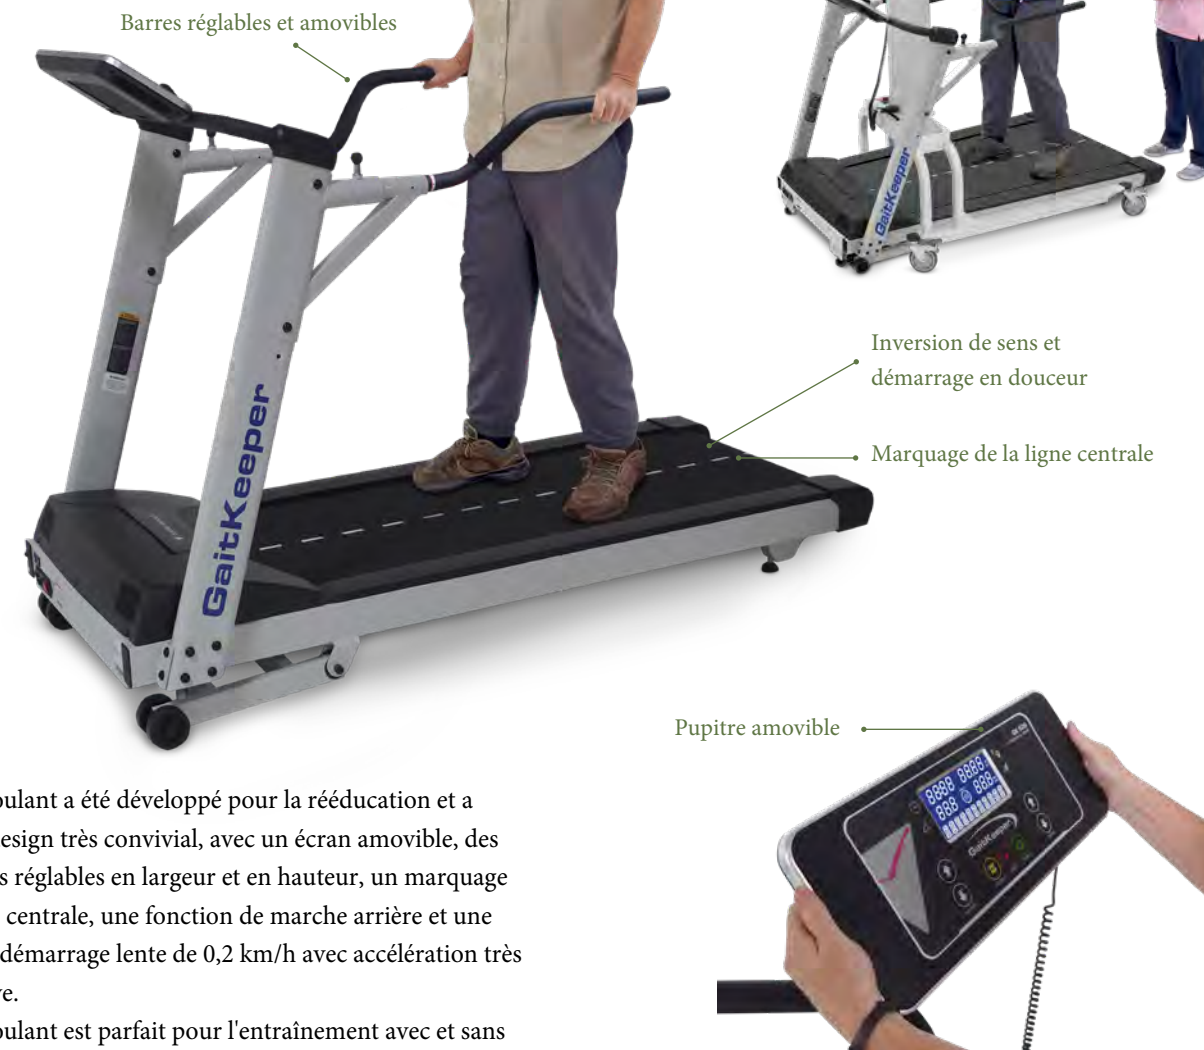 Barres réglables et amovibles
GaitKeeper
Inversion de sens et
démarrage en douceur
Marquage de la ligne centrale
GaitKeeper
Pupitre amovible
GaitKeeper
oulant a été développé pour la rééducation et a
esign très convivial, avec un écran amovible, des
s réglables en largeur et en hauteur, un marquage
centrale, une fonction de marche arrière et une
démarrage lente de 0,2 km/h avec accélération très
ve.
oulant est parfait pour l'entraînement avec et sans